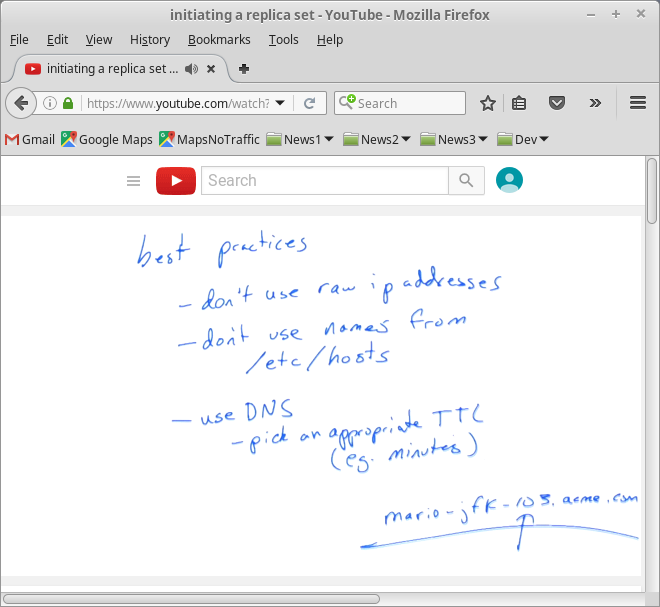 initiating a replica set - YouTube - Mozilla Firefox
File Edit View History Bookmarks Tools Help
initiating a replica set ...
https://www.youtube.com/watch?
Search
Gmail Google Maps MapsNoTraffic News1 News2 News3 Dev
Search
best practices
- don't use raw ip addresses
- don't use names from
/etc/hosts
- use DNS
- pick an appropriate TTL
(eg. minutes)
mario-jfk-103.acme.com